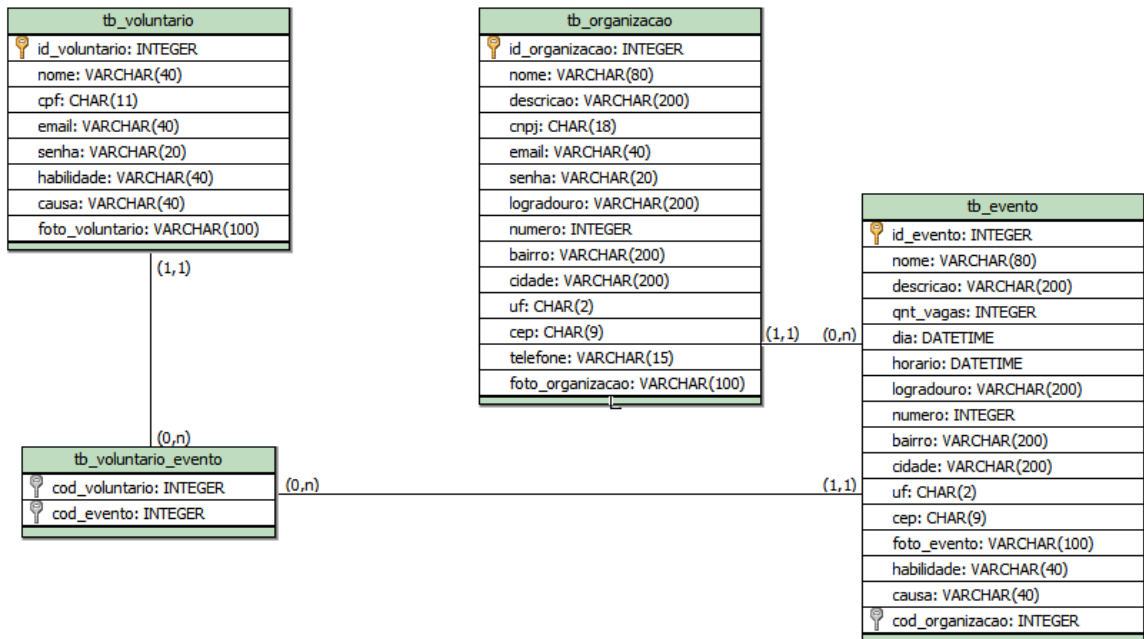 tb_voluntario
id_voluntario: INTEGER
nome: VARCHAR(40)
cpf: CHAR(11)
email: VARCHAR(40)
senha: VARCHAR(20)
habilidade: VARCHAR(40)
causa: VARCHAR(40)
foto_voluntario: VARCHAR(100)
(1,1)
(0,n)
tb_voluntario_evento
cod_voluntario: INTEGER
cod_evento: INTEGER
(0,n)
(1,1)
tb_organizacao
id_organizacao: INTEGER
nome: VARCHAR(80)
descricao: VARCHAR(200)
cnpj: CHAR(18)
email: VARCHAR(40)
senha: VARCHAR(20)
logradouro: VARCHAR(200)
numero: INTEGER
bairro: VARCHAR(200)
cidade: VARCHAR(200)
uf: CHAR(2)
cep: CHAR(9)
telefone: VARCHAR(15)
foto_organizacao: VARCHAR(100)
(1,1)
(0,n)
tb_evento
id_evento: INTEGER
nome: VARCHAR(80)
descricao: VARCHAR(200)
qnt_vagas: INTEGER
dia: DATETIME
horario: DATETIME
logradouro: VARCHAR(200)
numero: INTEGER
bairro: VARCHAR(200)
cidade: VARCHAR(200)
uf: CHAR(2)
cep: CHAR(9)
foto_evento: VARCHAR(100)
habilidade: VARCHAR(40)
causa: VARCHAR(40)
cod_organizacao: INTEGER